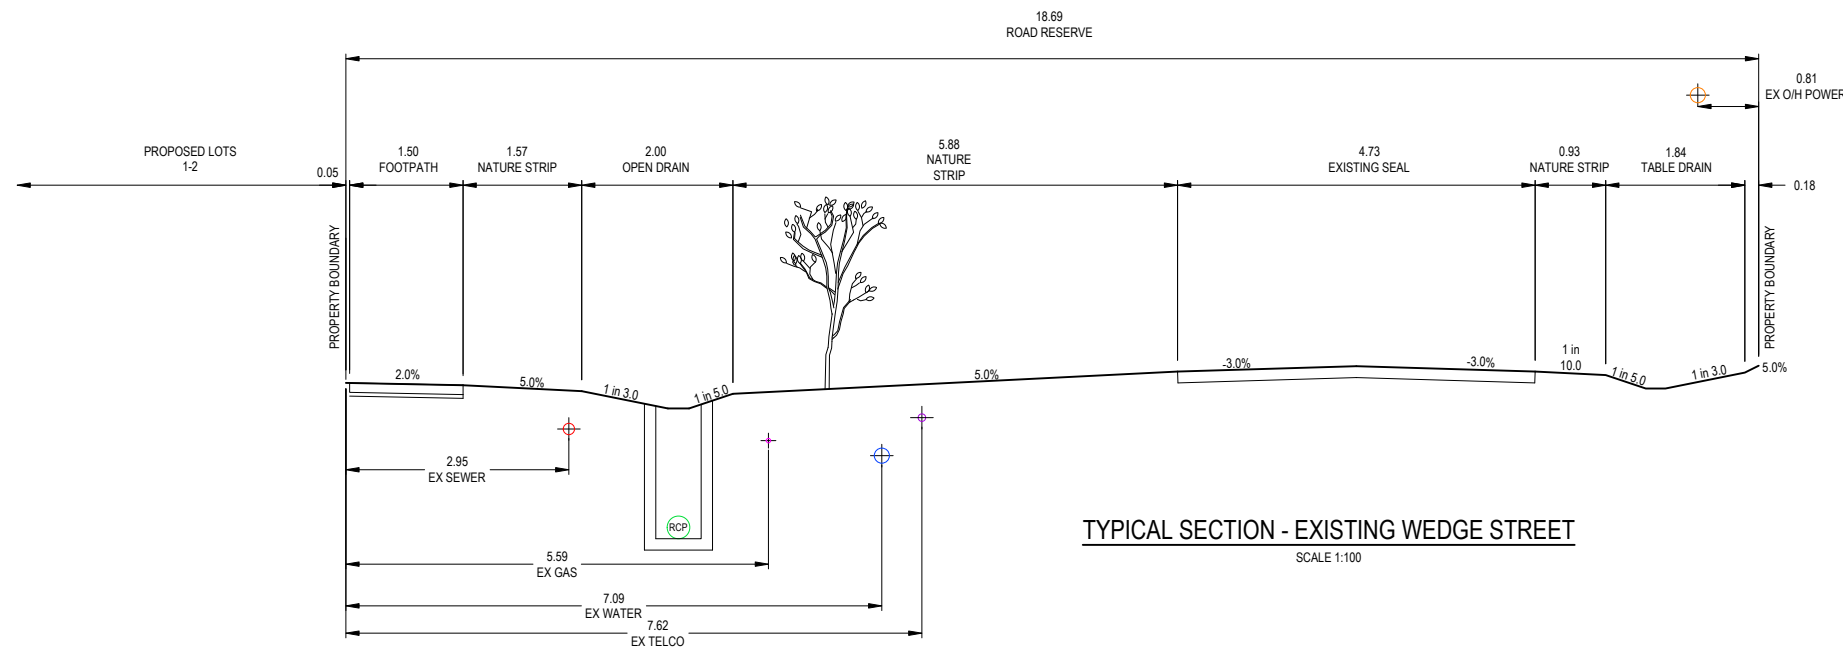 18.69
ROAD RESERVE
0.81
EX O/H POWER
PROPOSED LOTS
1-2
0.05
1.50
FOOTPATH
1.57
NATURE STRIP
2.00
OPEN DRAIN
5.88
NATURE
STRIP
4.73
EXISTING SEAL
0.93
NATURE STRIP
1.84
TABLE DRAIN
0.18
PROPERTY BOUNDARY
PROPERTY BOUNDARY
2.0%
5.0%
1 in 3.0
1 in 5.0
5.0%
-3.0%
-3.0%
1 in
10.0
1 in 5.0
1 in 3.0
5.0%
2.95
EX SEWER
RCP
5.59
EX GAS
7.09
EX WATER
7.62
EX TELCO
TYPICAL SECTION - EXISTING WEDGE STREET
SCALE 1:100